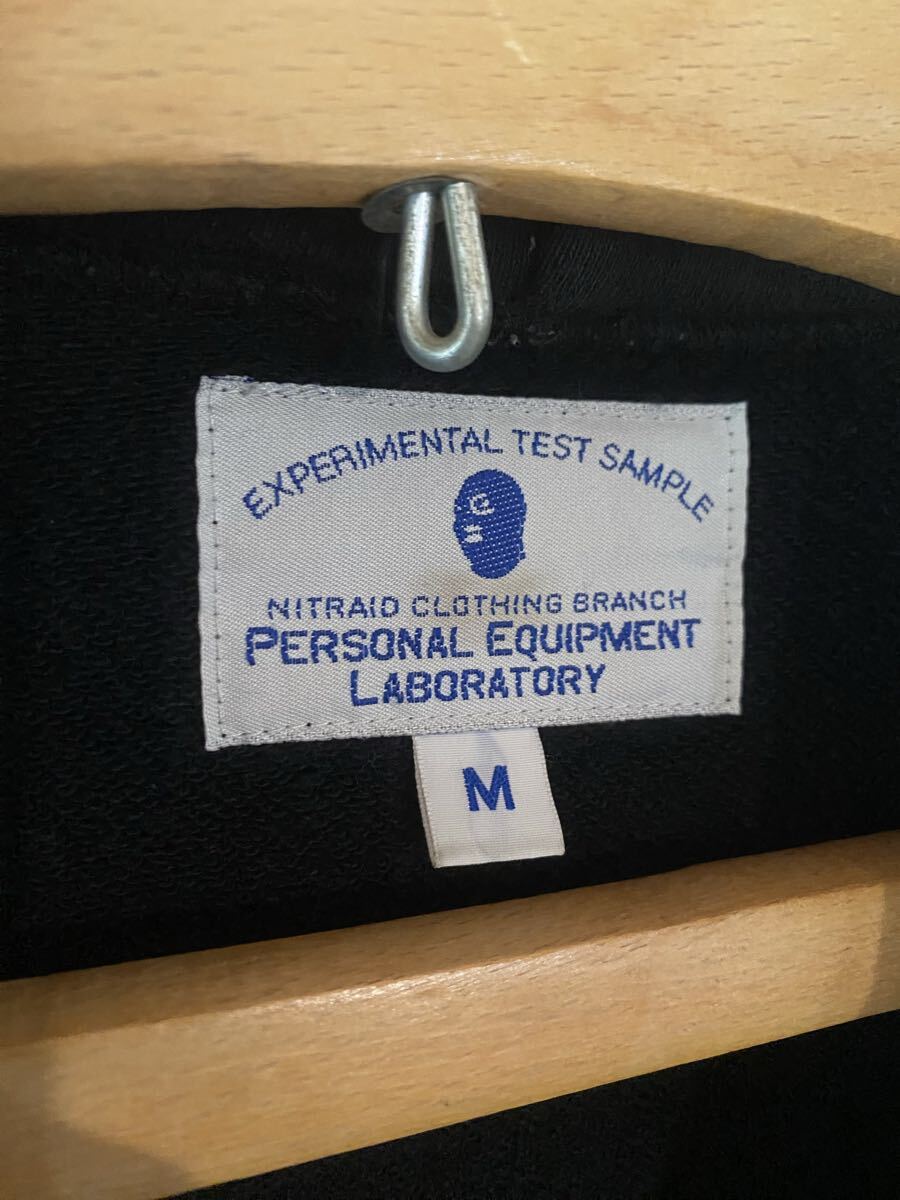 EXPERIMENTAL TEST SAMPLE
NITRAID CLOTHING BRANCH
PERSONAL EQUIPMENT
LABORATORY
M